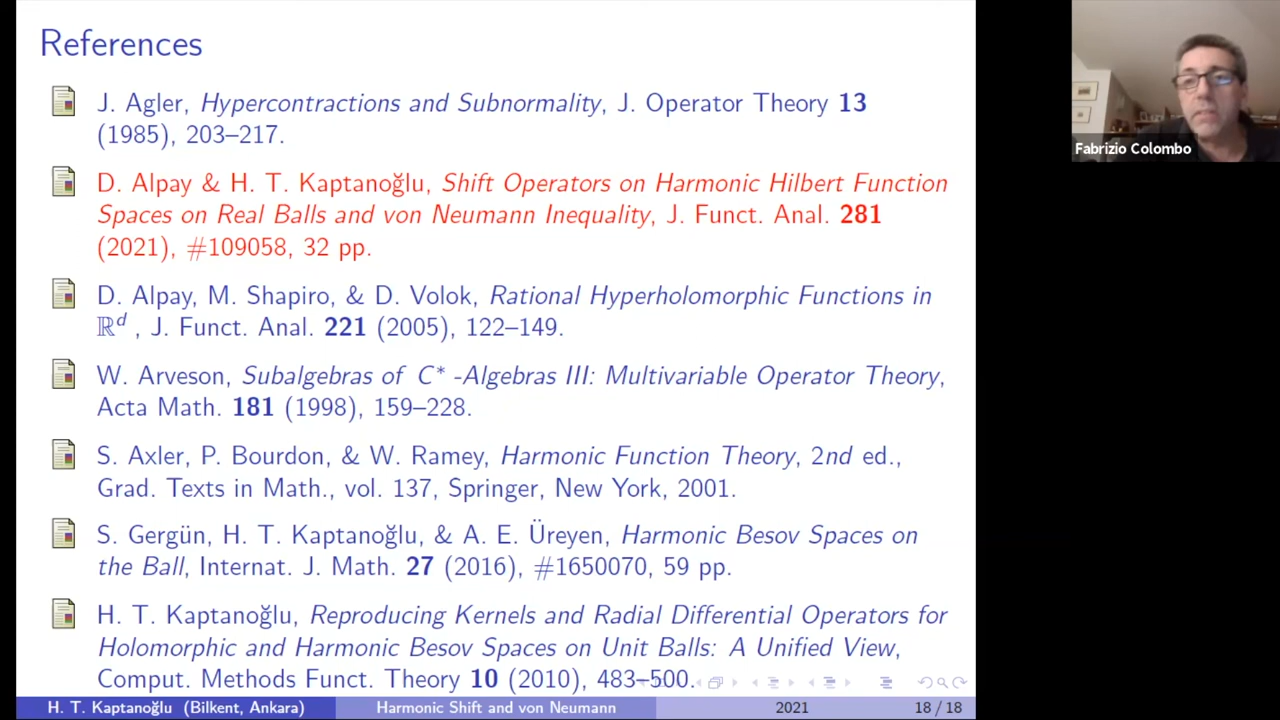 References
J. Agler, Hypercontractions and Subnormality, J. Operator Theory 13
(1985), 203–217.
D. Alpay & H. T. Kaptanoğlu, Shift Operators on Harmonic Hilbert Function
Spaces on Real Balls and von Neumann Inequality, J. Funct. Anal. 281
(2021), #109058, 32 pp.
D. Alpay, M. Shapiro, & D. Volok, Rational Hyperholomorphic Functions in
ℝᵈ , J. Funct. Anal. 221 (2005), 122–149.
W. Arveson, Subalgebras of C* -Algebras III: Multivariable Operator Theory,
Acta Math. 181 (1998), 159–228.
S. Axler, P. Bourdon, & W. Ramey, Harmonic Function Theory, 2nd ed.,
Grad. Texts in Math., vol. 137, Springer, New York, 2001.
S. Gergün, H. T. Kaptanoğlu, & A. E. Üreyen, Harmonic Besov Spaces on
the Ball, Internat. J. Math. 27 (2016), #1650070, 59 pp.
H. T. Kaptanoğlu, Reproducing Kernels and Radial Differential Operators for
Holomorphic and Harmonic Besov Spaces on Unit Balls: A Unified View,
Comput. Methods Funct. Theory 10 (2010), 483–500.
H. T. Kaptanoğlu (Bilkent, Ankara) Harmonic Shift and von Neumann 2021 18 / 18
Fabrizio Colombo